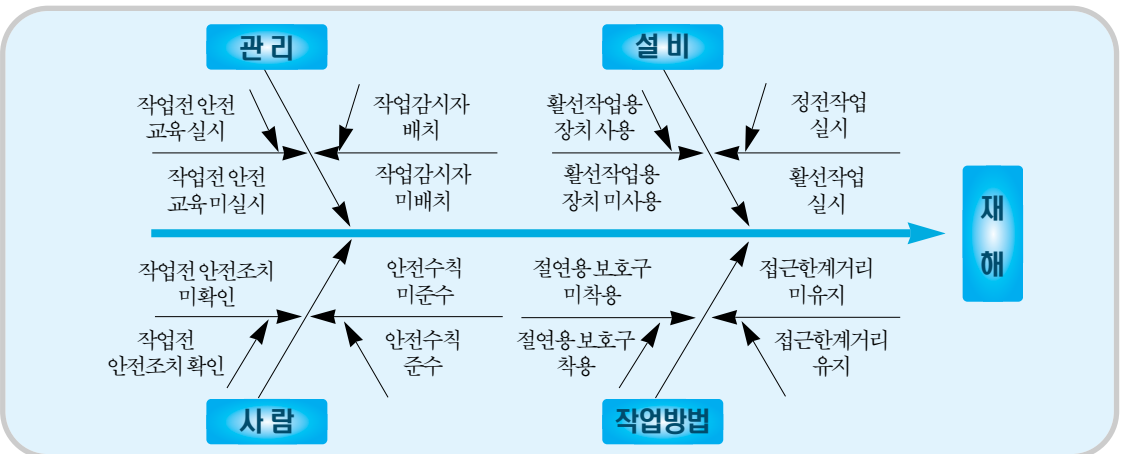 관리
설비
작업전 안전
교육 실시
작업감시자
배치
활선작업용
장치 사용
정전작업
실시
작업전 안전
교육 미실시
작업감시자
미배치
활선작업용
장치 미사용
활선작업
실시
재
해
작업전 안전조치
미확인
안전수칙
미준수
절연용 보호구
미착용
접근한계거리
미유지
작업전
안전조치 확인
안전수칙
준수
절연용 보호구
착용
접근한계거리
유지
사람
작업방법